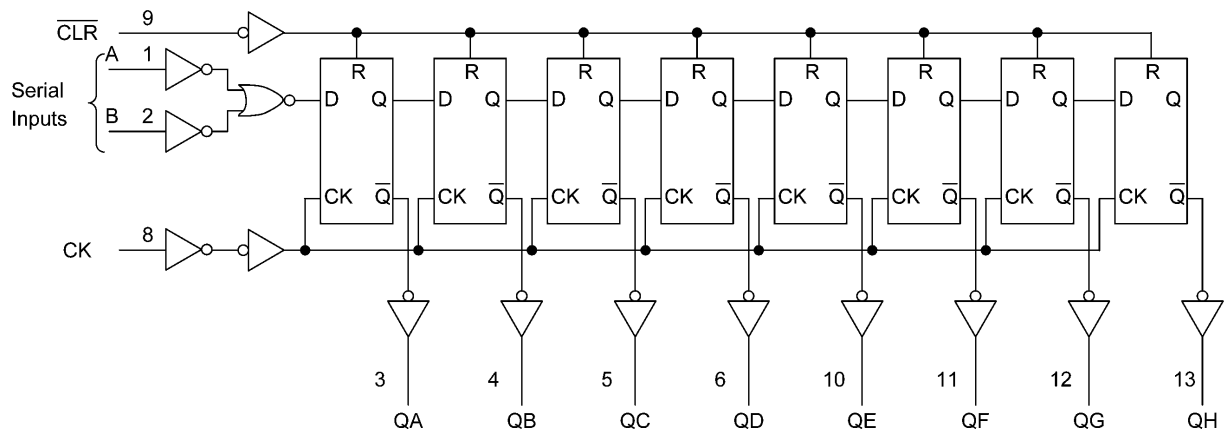 CLR 9
A 1
Serial
Inputs
B 2
R R R R R R R R
D Q D Q D Q D Q D Q D Q D Q D Q
CK Q CK Q CK Q CK Q CK Q CK Q CK Q CK Q
CK 8
3 4 5 6 10 11 12 13
QA QB QC QD QE QF QG QH